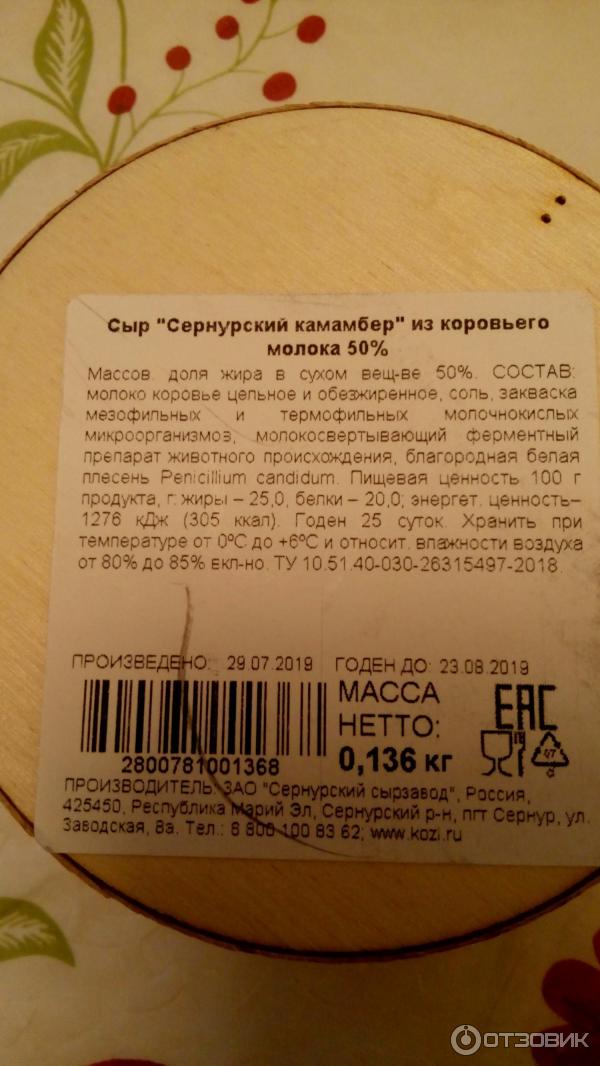 Сыр "Сернурский камамбер" из коровьего
молока 50%
Массов. доля жира в сухом вещ-ве 50%. СОСТАВ:
молоко коровье цельное и обезжиренное, соль, закваска
мезофильных и термофильных молочнокислых
микроорганизмов, молокосвертывающий ферментный
препарат животного происхождения, благородная белая
плесень Penicillium candidum. Пищевая ценность 100 г
продукта, г: жиры – 25,0, белки – 20,0; энергет. ценность–
1276 кДж (305 ккал). Годен 25 суток. Хранить при
температуре от 0ºС до +6ºС и относит. влажности воздуха
от 80% до 85% вкл-но. ТУ 10.51.40-030-26315497-2018.
ПРОИЗВЕДЕНО: 29.07.2019 ГОДЕН ДО: 23.08.2019
МАССА
НЕТТО:
0,136 кг
EAC
2800781001368
ПРОИЗВОДИТЕЛЬ: ЗАО "Сернурский сырзавод", Россия,
425450, Республика Марий Эл, Сернурский р-н, пгт Сернур, ул.
Заводская, 8а. Тел.: 8 800 100 83 62; www.kozi.ru
ОТЗОВИК